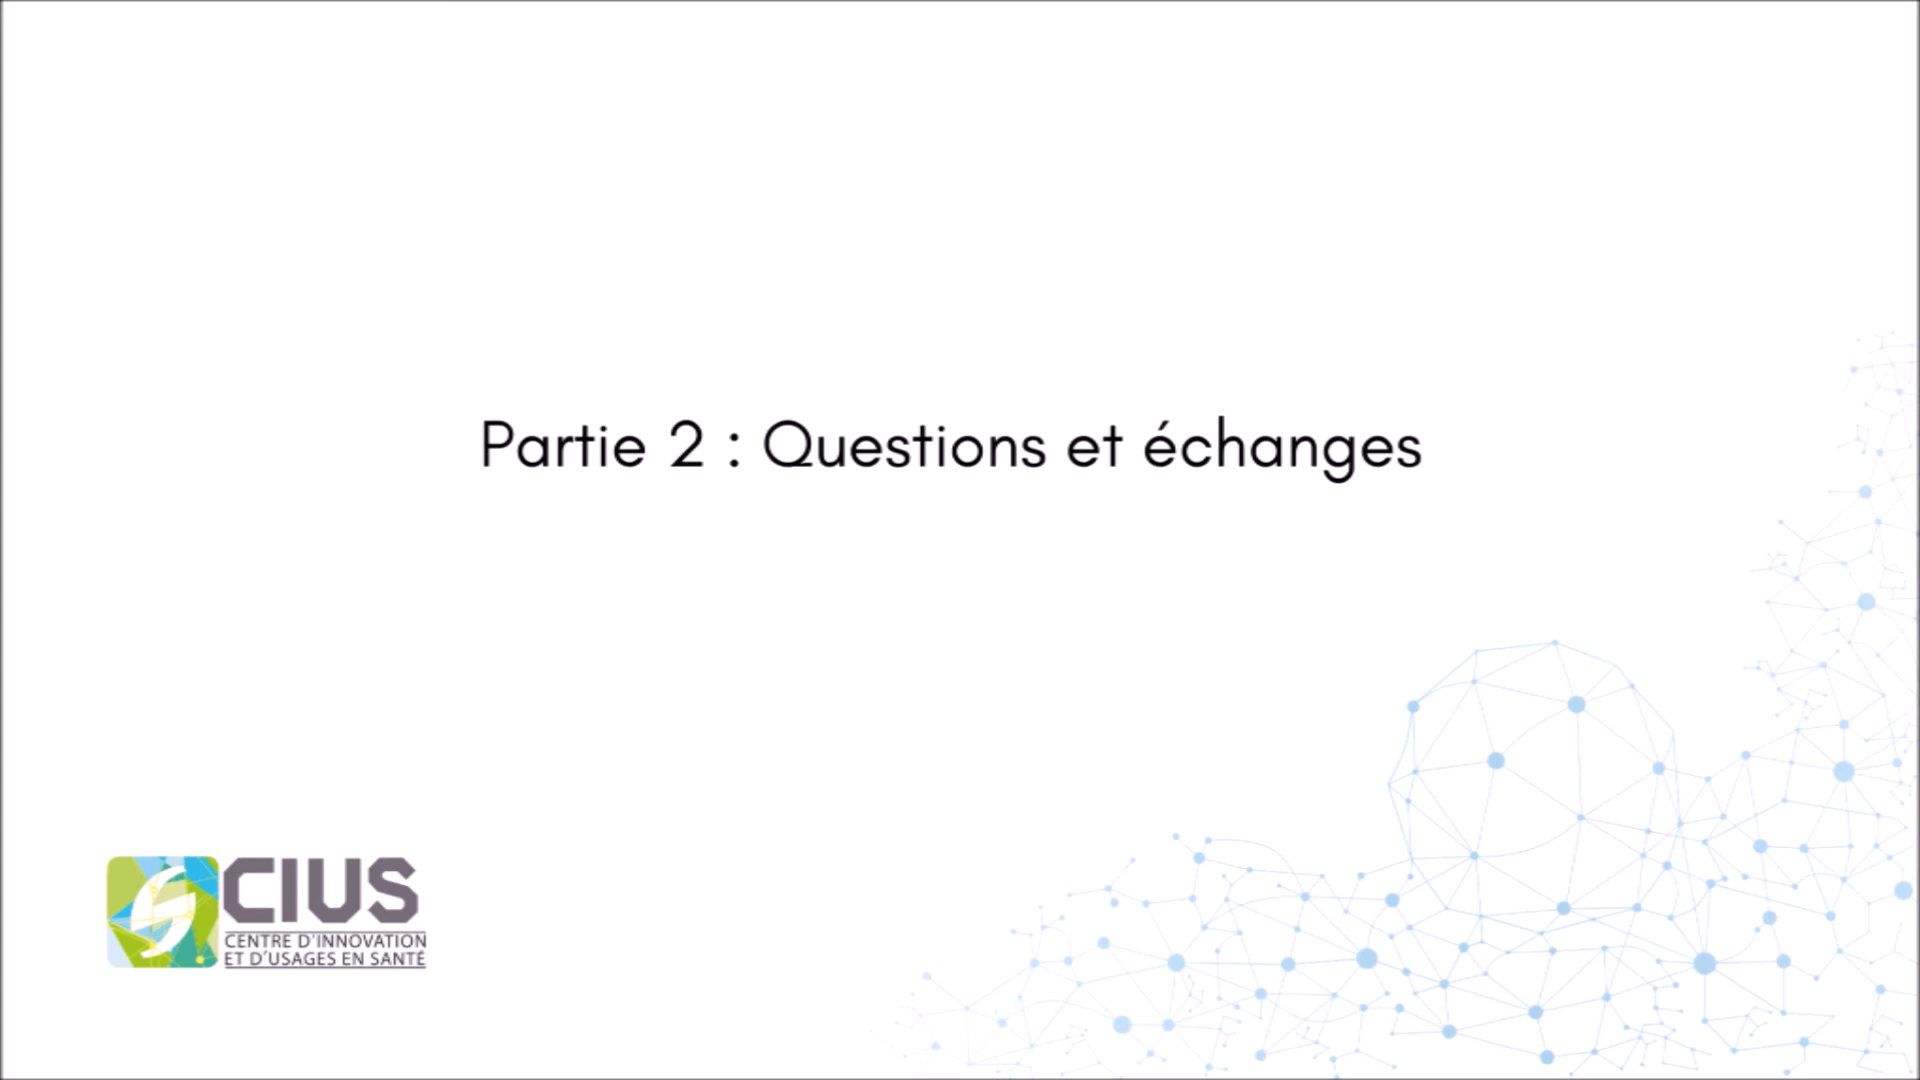 Partie 2 : Questions et échanges
CIUS
CENTRE D'INNOVATION
ET D'USAGES EN SANTÉ